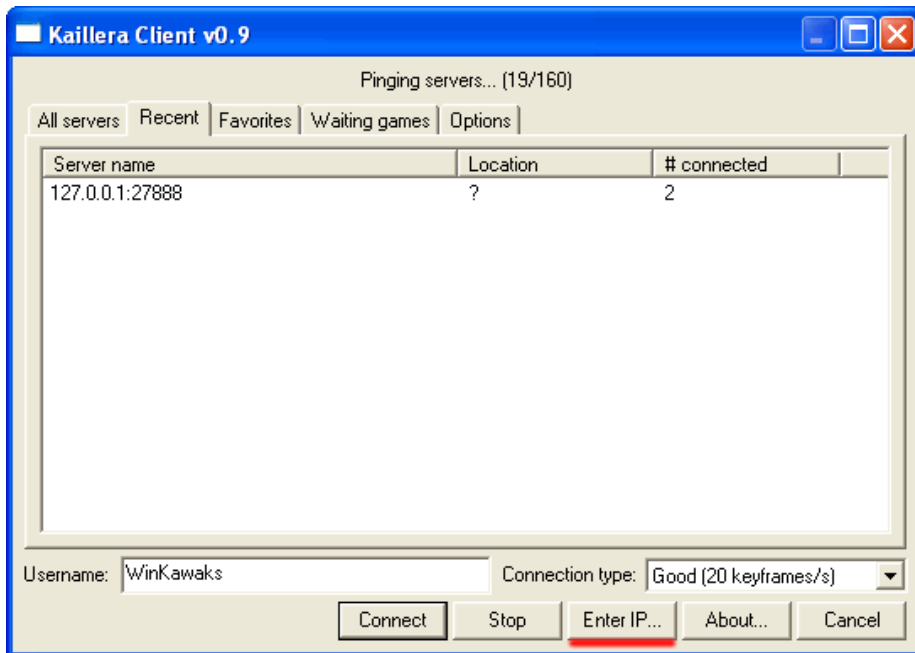 Kaillera Client v0.9
Pinging servers... (19/160)
All servers Recent Favorites Waiting games Options
Server name Location # connected
127.0.0.1:27888 ? 2
Username: WinKawaks Connection type: Good (20 keyframes/s)
Connect Stop Enter IP... About... Cancel